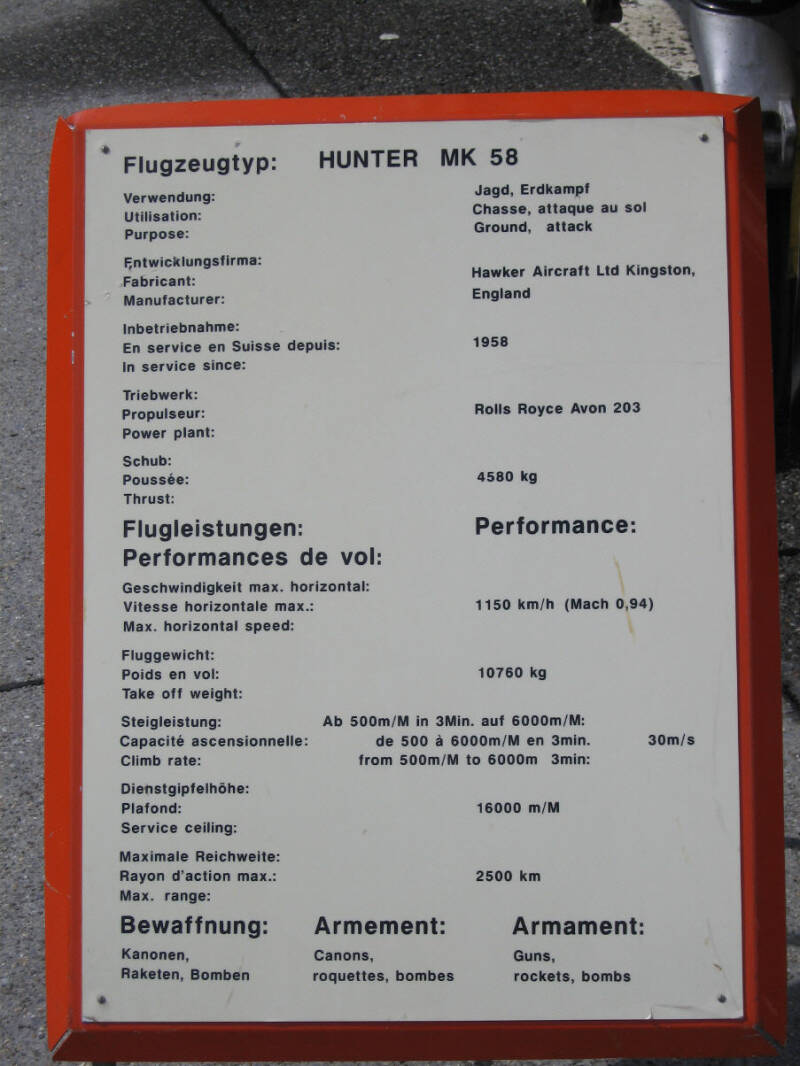 Flugzeugtyp: HUNTER MK 58
Verwendung: Jagd, Erdkampf
Utilisation: Chasse, attaque au sol
Purpose: Ground, attack
Entwicklungsfirma:
Fabricant: Hawker Aircraft Ltd Kingston,
Manufacturer: England
Inbetriebnahme:
En service en Suisse depuis: 1958
In service since:
Triebwerk:
Propulseur: Rolls Royce Avon 203
Power plant:
Schub:
Poussée: 4580 kg
Thrust:
Flugleistungen: Performance:
Performances de vol:
Geschwindigkeit max. horizontal:
Vitesse horizontale max.: 1150 km/h (Mach 0,94)
Max. horizontal speed:
Fluggewicht:
Poids en vol: 10760 kg
Take off weight:
Steigleistung: Ab 500m/M in 3Min. auf 6000m/M:
Capacité ascensionnelle: de 500 à 6000m/M en 3min. 30m/s
Climb rate: from 500m/M to 6000m 3min:
Dienstgipfelhöhe:
Plafond: 16000 m/M
Service ceiling:
Maximale Reichweite:
Rayon d'action max.: 2500 km
Max. range:
Bewaffnung: Armement: Armament:
Kanonen, Canons, Guns,
Raketen, Bomben roquettes, bombes rockets, bombs